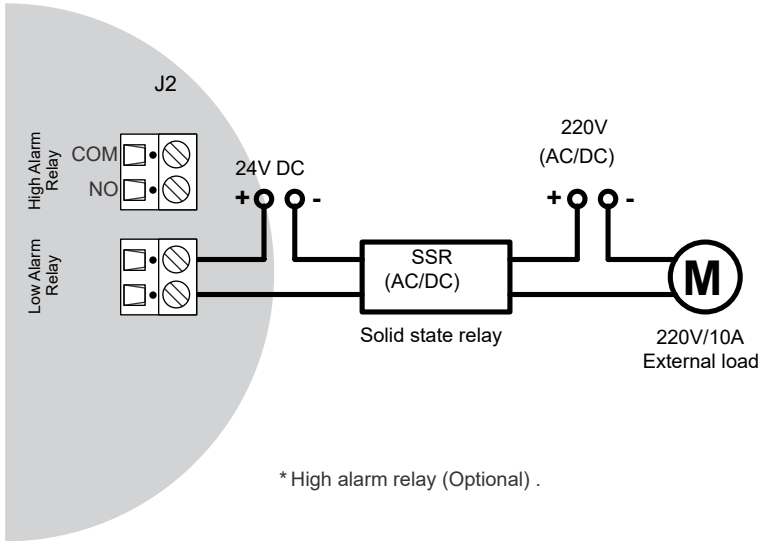 J2
High Alarm
Relay
COM
NO
Low Alarm
Relay
24V DC
+ -
220V
(AC/DC)
+ -
SSR
(AC/DC)
Solid state relay
M
220V/10A
External load
* High alarm relay (Optional) .